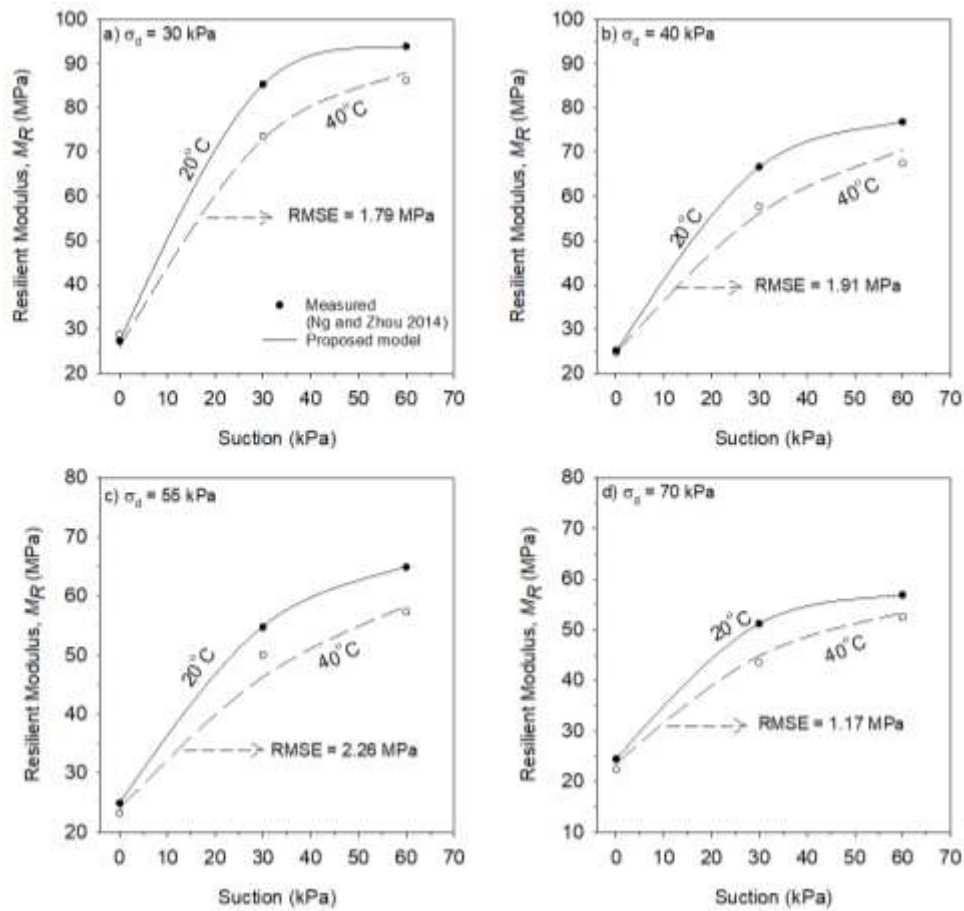 a) σd = 30 kPa
Resilient Modulus, MR (MPa)
100
90
80
70
60
50
40
30
20
20°C
40°C
RMSE = 1.79 MPa
Measured
(Ng and Zhou 2014)
Proposed model
0 10 20 30 40 50 60 70
Suction (kPa)
b) σd = 40 kPa
Resilient Modulus, MR (MPa)
100
90
80
70
60
50
40
30
20
20°C
40°C
RMSE = 1.91 MPa
0 10 20 30 40 50 60 70
Suction (kPa)
c) σd = 55 kPa
Resilient Modulus, MR (MPa)
80
70
60
50
40
30
20
20°C
40°C
RMSE = 2.26 MPa
0 10 20 30 40 50 60 70
Suction (kPa)
d) σd = 70 kPa
Resilient Modulus, MR (MPa)
80
70
60
50
40
30
20
10
20°C
40°C
RMSE = 1.17 MPa
0 10 20 30 40 50 60 70
Suction (kPa)